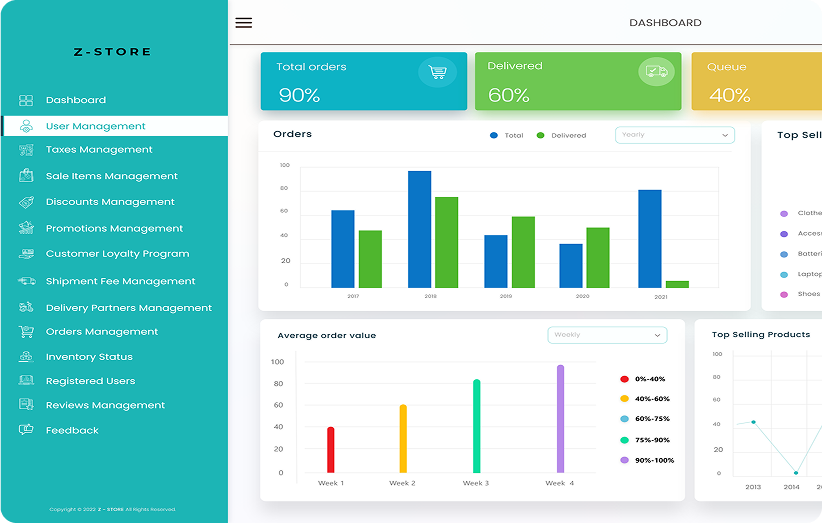 Z-STORE
Dashboard
User Management
Taxes Management
Sale Items Management
Discounts Management
Promotions Management
Customer Loyalty Program
Shipment Fee Management
Delivery Partners Management
Orders Management
Inventory Status
Registered Users
Reviews Management
Feedback
Copyright © 2022 Z - STORE All Rights Reserved.
DASHBOARD
Total orders
90%
Delivered
60%
Queue
40%
Orders
Total
Delivered
Yearly
100
80
60
40
20
0
2017
2018
2019
2020
2021
Top Sell
Clothe
Access
Batteri
Laptop
Shoes
Average order value
Weekly
100
80
60
40
20
0
Week 1
Week 2
Week 3
Week 4
0%-40%
40%-60%
60%-75%
75%-90%
90%-100%
Top Selling Products
100
80
60
40
20
0
2013
2014